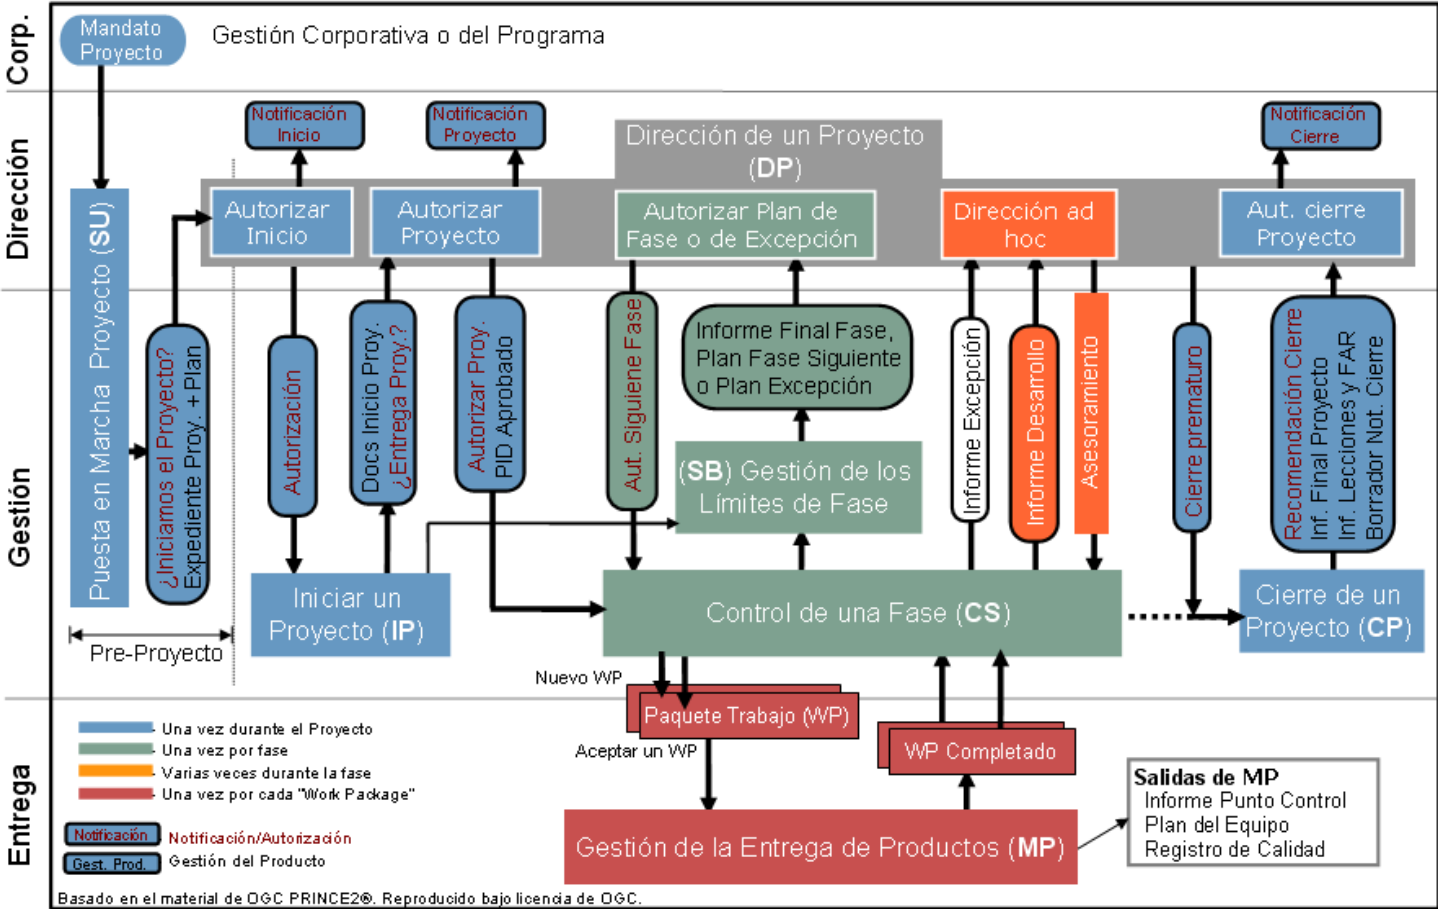 Corp.
Mandato
Proyecto
Gestión Corporativa o del Programa
Dirección
Notificación
Inicio
Notificación
Proyecto
Dirección de un Proyecto
(DP)
Notificación
Cierre
Autorizar
Inicio
Autorizar
Proyecto
Autorizar Plan de
Fase o de Excepción
Dirección ad
hoc
Aut. cierre
Proyecto
Gestión
Puesta en Marcha Proyecto (SU)
¿Iniciamos el Proyecto?
Expediente Proy. + Plan
Autorización
Docs Inicio Proy.
¿Entrega Proy.?
Autorizar Proy.
PID Aprobado
Aut. Siguiene Fase
Informe Final Fase,
Plan Fase Siguiente
o Plan Excepción
Informe Excepción
Informe Desarrollo
Asesoramiento
Cierre prematuro
Recomendación Cierre
Inf. Final Proyecto
Inf. Lecciones y FAR
Borrador Not. Cierre
(SB) Gestión de los
Límites de Fase
Iniciar un
Proyecto (IP)
Control de una Fase (CS)
Cierre de un
Proyecto (CP)
Pre-Proyecto
Nuevo WP
Entrega
Paquete Trabajo (WP)
Aceptar un WP
WP Completado
Una vez durante el Proyecto
Una vez por fase
Varias veces durante la fase
Una vez por cada "Work Package"
Notificación
Notificación/Autorización
Gest. Prod.
Gestión del Producto
Gestión de la Entrega de Productos (MP)
Salidas de MP
Informe Punto Control
Plan del Equipo
Registro de Calidad
Basado en el material de OGC PRINCE2®. Reproducido bajo licencia de OGC.